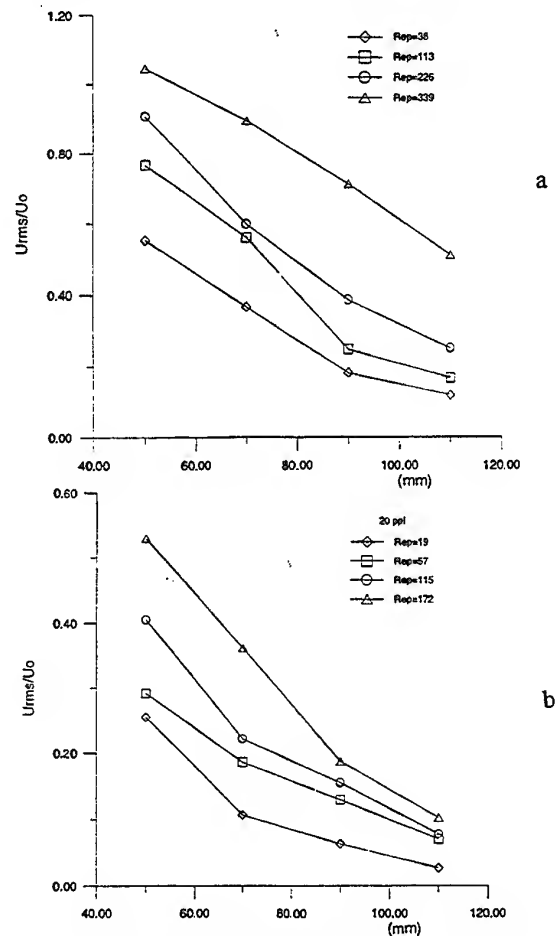 1.20
Rep=38
Rep=113
Rep=226
Rep=339
0.80
Urms/Uo
a
0.40
0.00
40.00 60.00 80.00 100.00 120.00
(mm)
0.60
20 ppi
Rep=19
Rep=57
Rep=115
Rep=172
0.40
Urms/Uo
b
0.20
0.00
40.00 60.00 80.00 100.00 120.00
(mm)